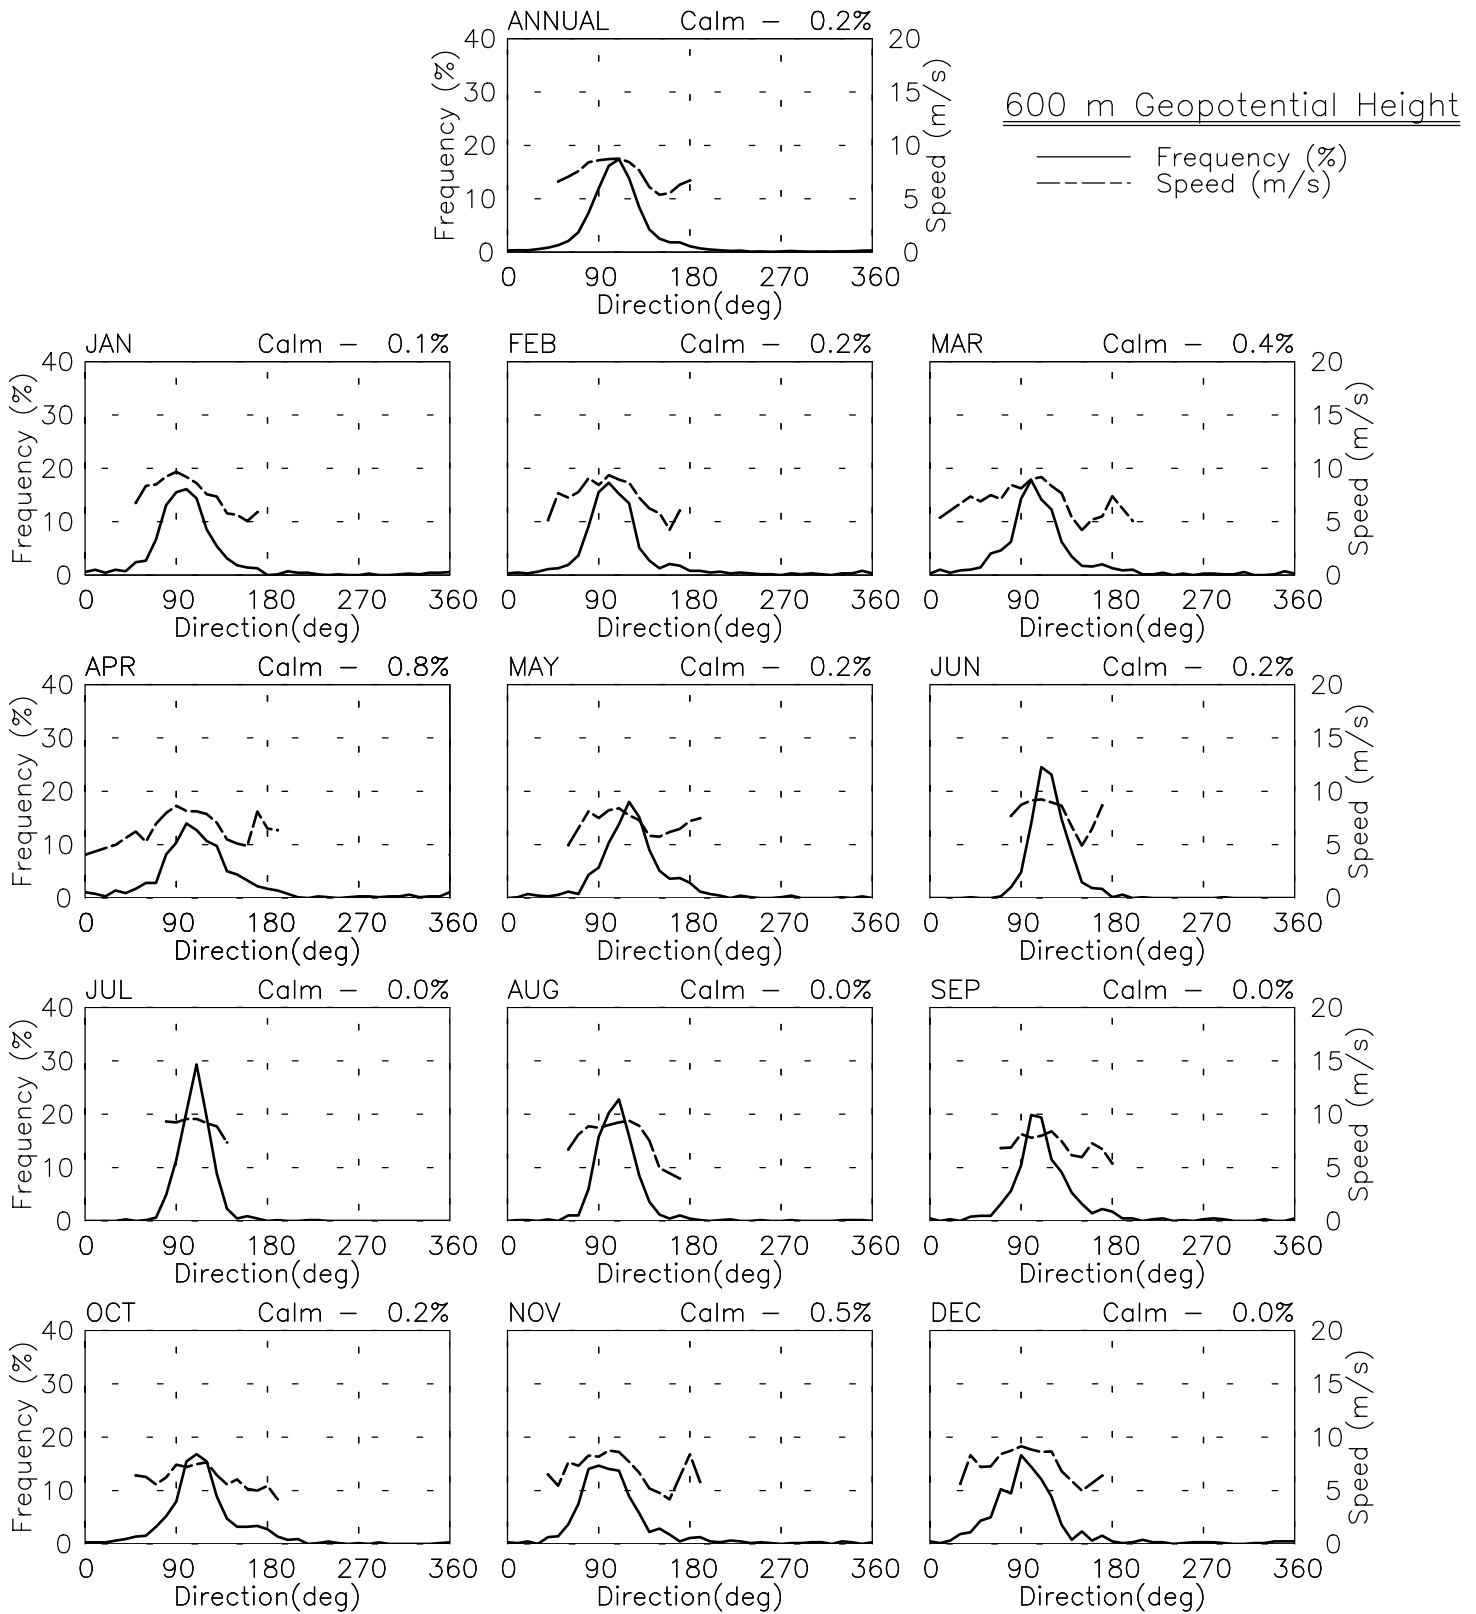 ANNUAL Calm – 0.2%
40 20
30 15
20 10
10 5
0 0
Frequency (%)
Speed (m/s)
0 90 180 270 360
Direction(deg)
600 m Geopotential Height
Frequency (%)
Speed (m/s)
JAN Calm – 0.1% FEB Calm – 0.2% MAR Calm – 0.4%
40 20
30 15
20 10
10 5
0 0
Frequency (%)
Speed (m/s)
0 90 180 270 360 0 90 180 270 360 0 90 180 270 360
Direction(deg) Direction(deg) Direction(deg)
APR Calm – 0.8% MAY Calm – 0.2% JUN Calm – 0.2%
40 20
30 15
20 10
10 5
0 0
Frequency (%)
Speed (m/s)
0 90 180 270 360 0 90 180 270 360 0 90 180 270 360
Direction(deg) Direction(deg) Direction(deg)
JUL Calm – 0.0% AUG Calm – 0.0% SEP Calm – 0.0%
40 20
30 15
20 10
10 5
0 0
Frequency (%)
Speed (m/s)
0 90 180 270 360 0 90 180 270 360 0 90 180 270 360
Direction(deg) Direction(deg) Direction(deg)
OCT Calm – 0.2% NOV Calm – 0.5% DEC Calm – 0.0%
40 20
30 15
20 10
10 5
0 0
Frequency (%)
Speed (m/s)
0 90 180 270 360 0 90 180 270 360 0 90 180 270 360
Direction(deg) Direction(deg) Direction(deg)